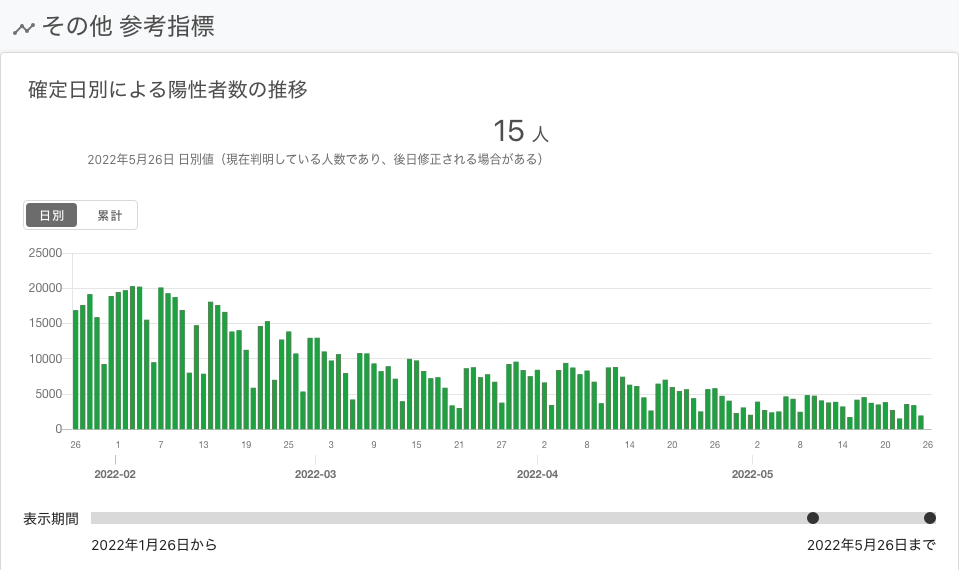 その他 参考指標
確定日別による陽性者数の推移
15 人
2022年5月26日 日別値（現在判明している人数であり、後日修正される場合がある）
日別 累計
25000
20000
15000
10000
5000
0
26 1 7 13 19 25 3 9 15 21 27 2 8 14 20 26 2 8 14 20 26
2022-02 2022-03 2022-04 2022-05
表示期間
2022年1月26日から 2022年5月26日まで